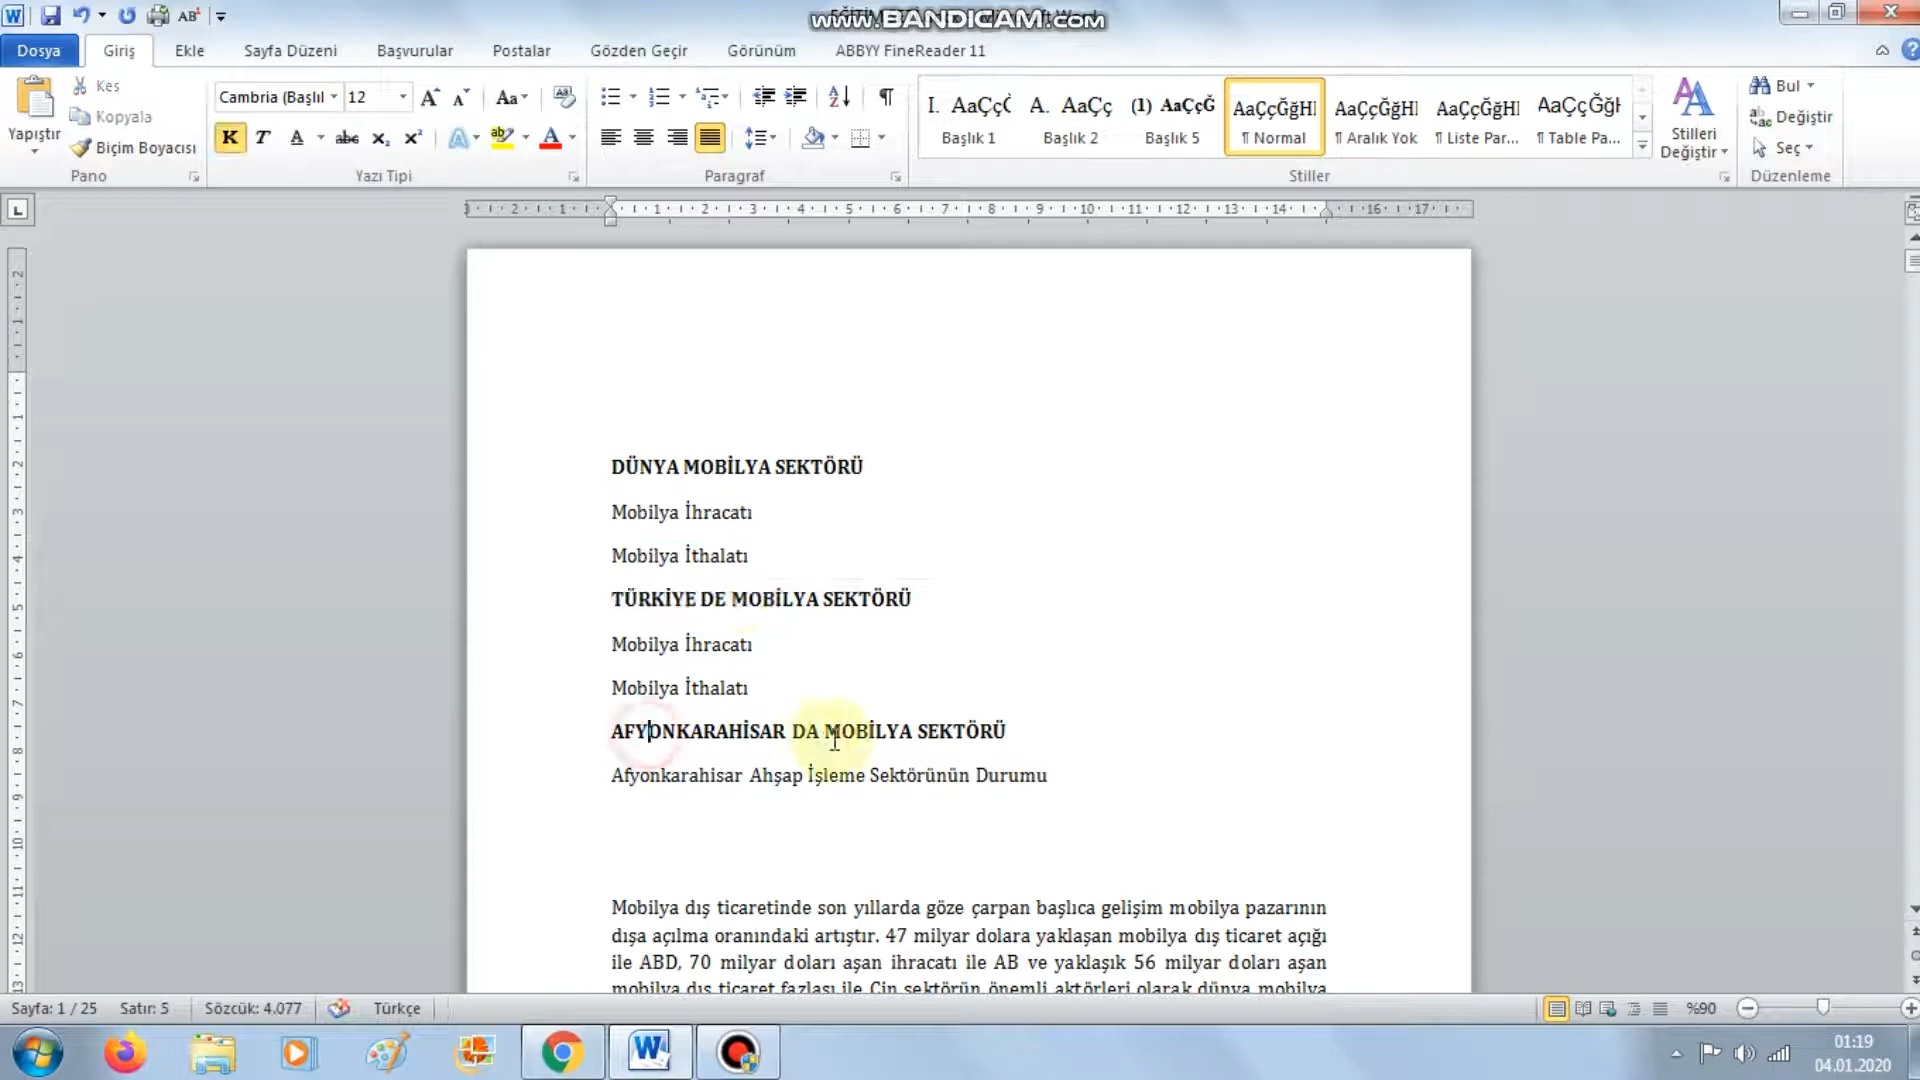 www.BANDICAM.com
Dosya Giriş Ekle Sayfa Düzeni Başvurular Postalar Gözden Geçir Görünüm ABBYY FineReader 11
Yapıştır
Kes
Kopyala
Biçim Boyacısı
Pano
Cambria (Başlıl 12
Yazı Tipi
Paragraf
I. AaÇçĞ A. AaÇç (1) AaÇçĞ AaÇçĞğHI AaÇçĞğHI AaÇçĞğHI AaÇçĞğH
Başlık 1 Başlık 2 Başlık 5 ¶ Normal ¶ Aralık Yok ¶ Liste Par... ¶ Table Pa...
Stiller
Stilleri
Değiştir
Bul
Değiştir
Seç
Düzenleme
DÜNYA MOBİLYA SEKTÖRÜ
Mobilya İhracatı
Mobilya İthalatı
TÜRKİYE DE MOBİLYA SEKTÖRÜ
Mobilya İhracatı
Mobilya İthalatı
AFYONKARAHİSAR DA MOBİLYA SEKTÖRÜ
Afyonkarahisar Ahşap İşleme Sektörünün Durumu
Mobilya dış ticaretinde son yıllarda göze çarpan başlıca gelişim mobilya pazarının
dışa açılma oranındaki artıştır. 47 milyar dolara yaklaşan mobilya dış ticaret açığı
ile ABD, 70 milyar doları aşan ihracatı ile AB ve yaklaşık 56 milyar doları aşan
mobilya dış ticaret fazlası ile Çin sektörün önemli aktörleri olarak dünya mobilya
Sayfa: 1 / 25 Satır: 5 Sözcük: 4.077 Türkçe %90
01:19
04.01.2020